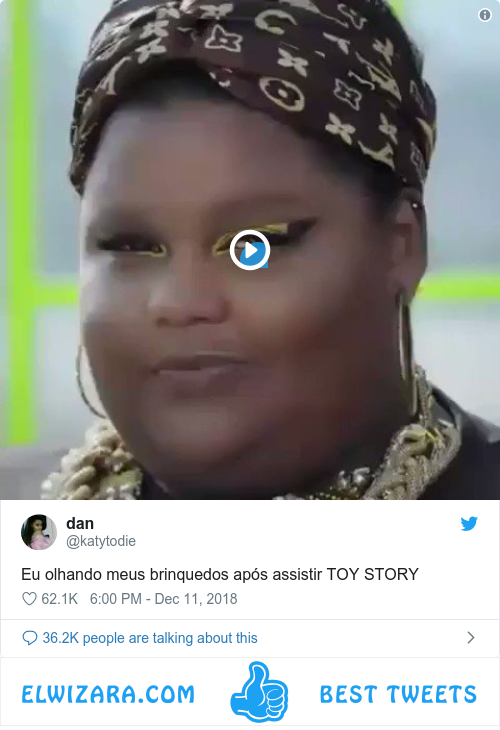 dan
@katytodie
Eu olhando meus brinquedos após assistir TOY STORY
62.1K 6:00 PM - Dec 11, 2018
36.2K people are talking about this
ELWIZARA.COM BEST TWEETS